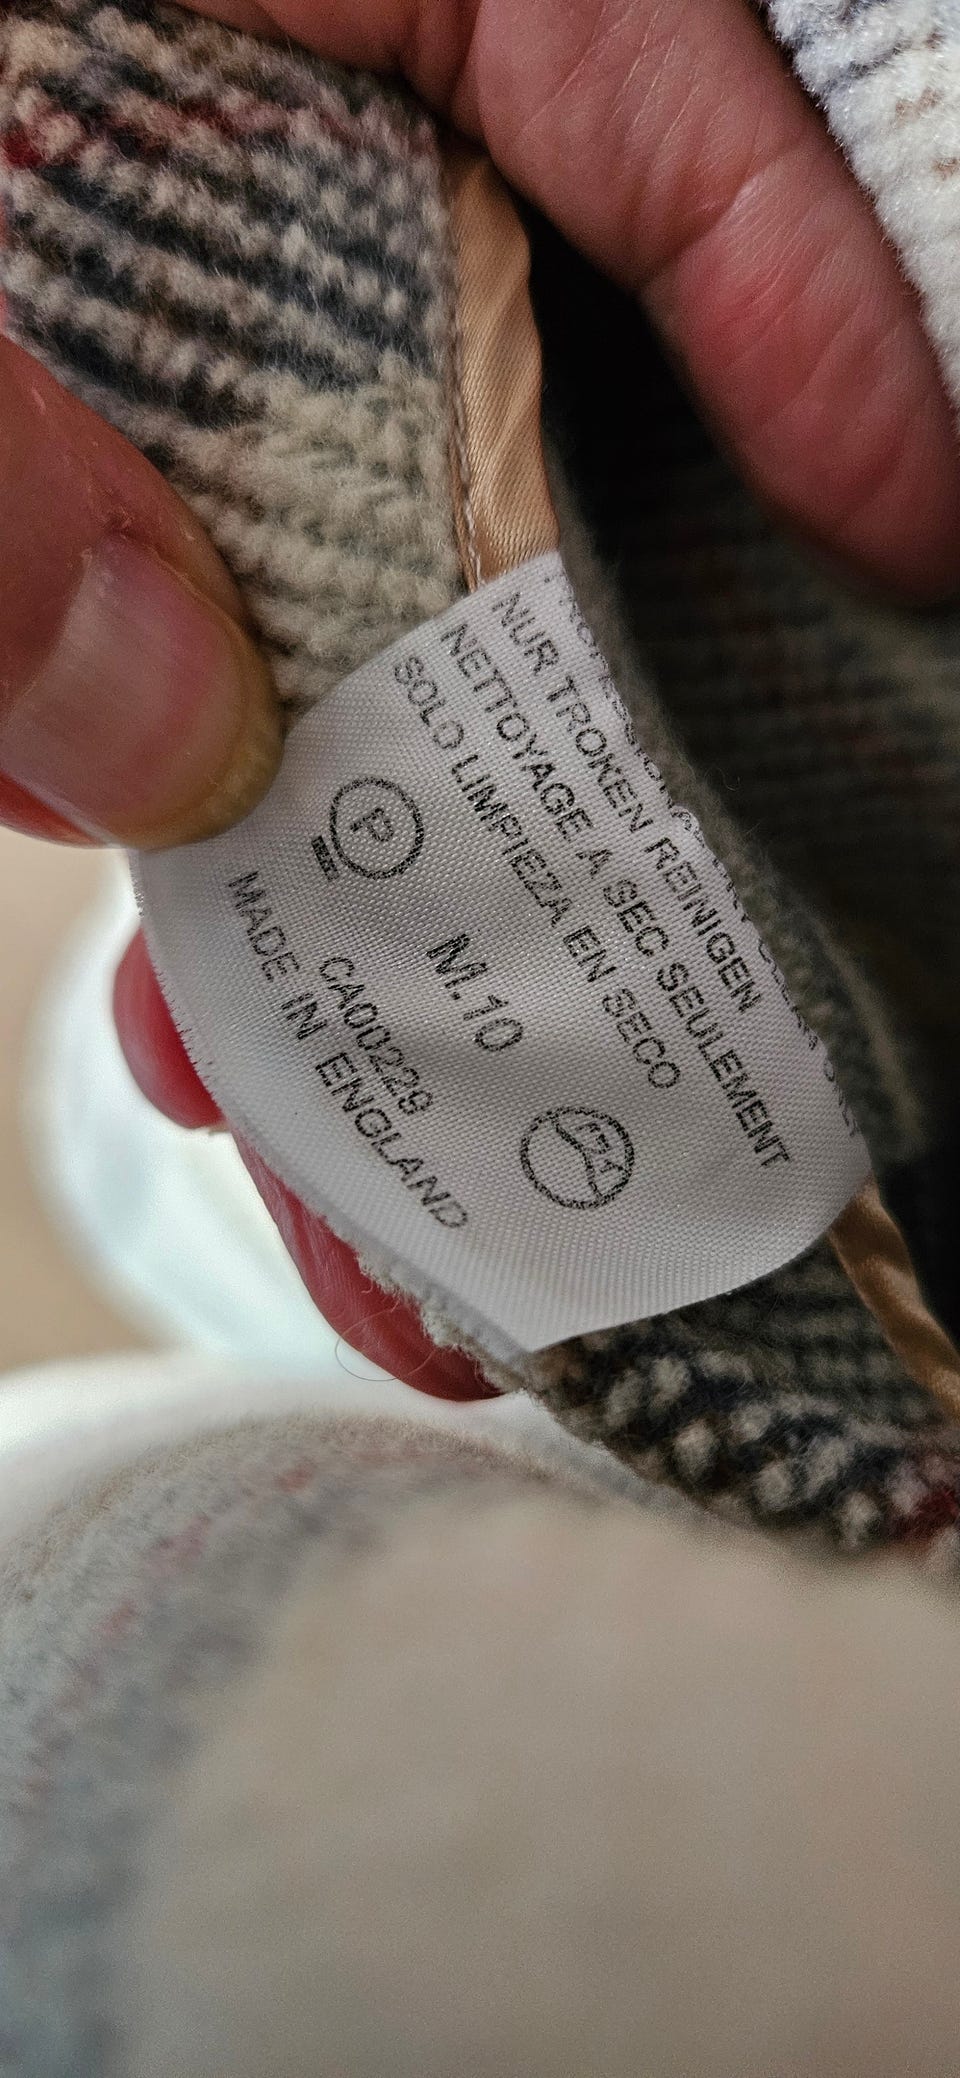 NUR TROKEN REINIGEN
NETTOYAGE A SEC SEULEMENT
SOLO LIMPIEZA EN SECO
P
M.10
CA00229
MADE IN ENGLAND